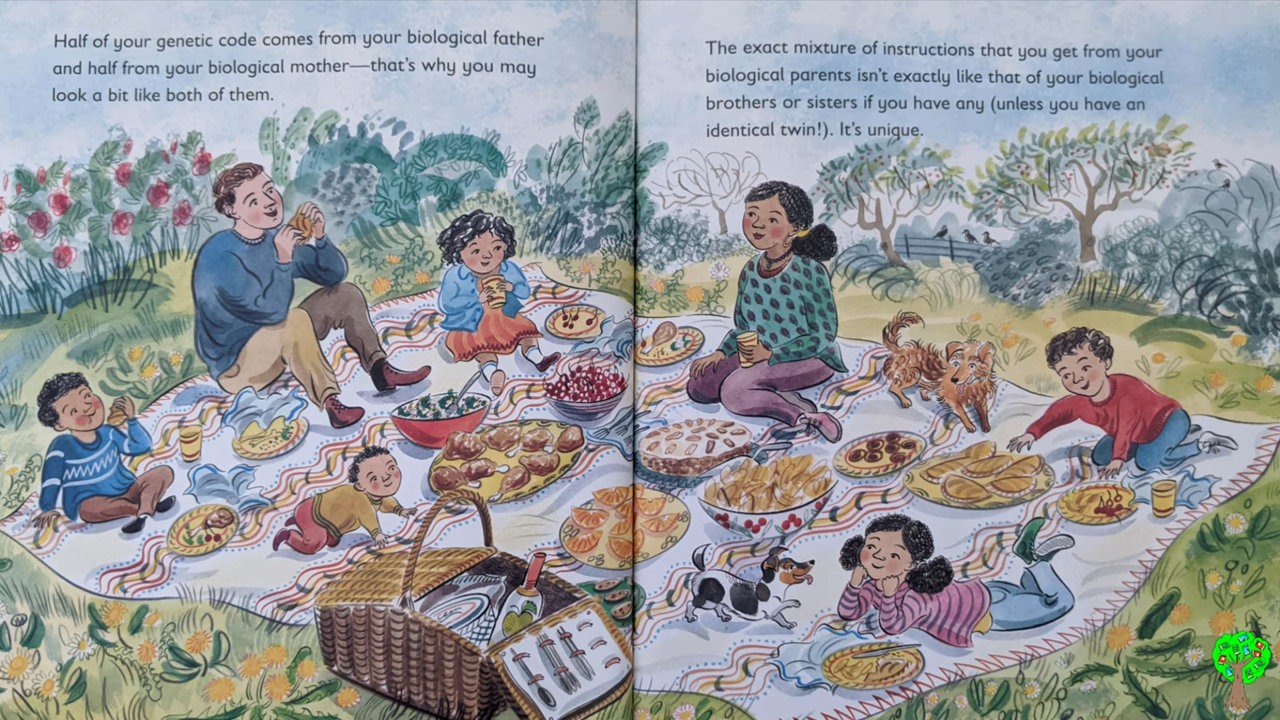 Half of your genetic code comes from your biological father
and half from your biological mother—that's why you may
look a bit like both of them.
The exact mixture of instructions that you get from your
biological parents isn't exactly like that of your biological
brothers or sisters if you have any (unless you have an
identical twin!). It's unique.